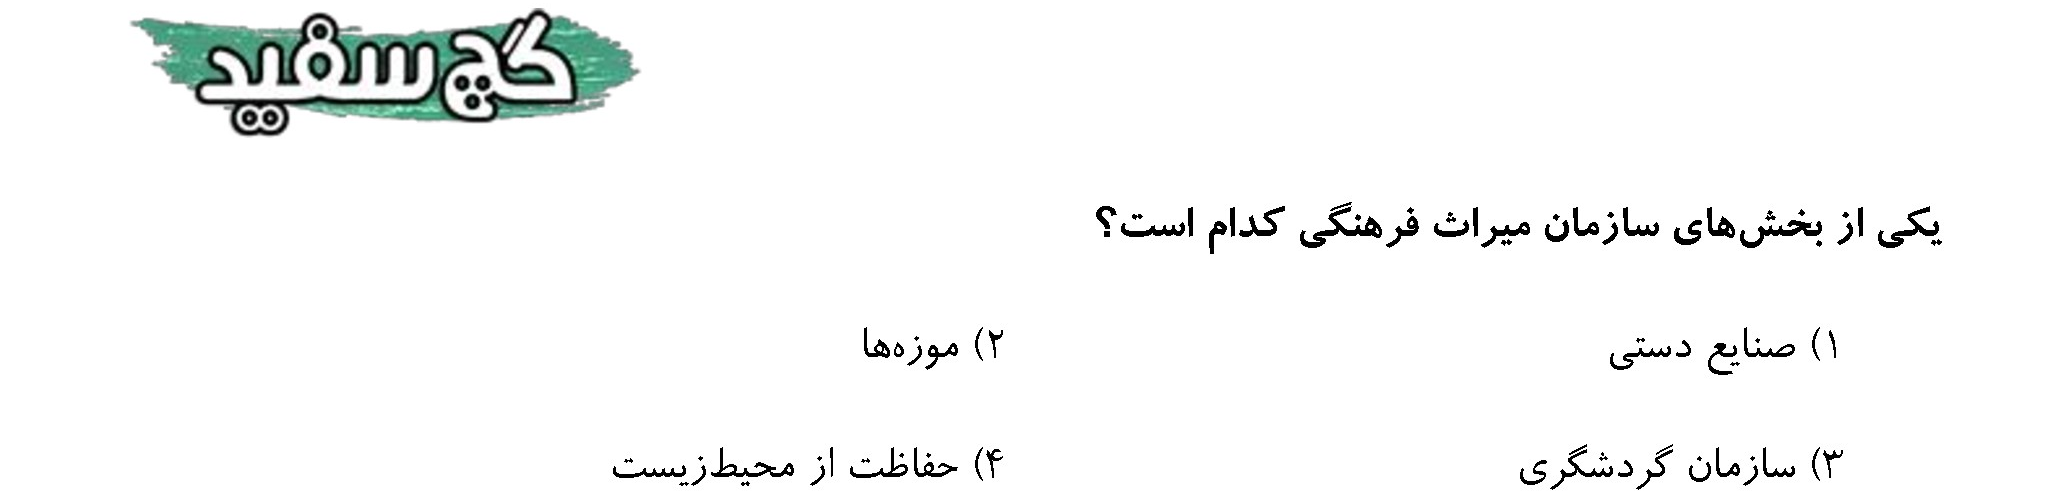 گچ سفید
یکی از بخش‌های سازمان میراث فرهنگی کدام است؟
۱) صنایع دستی ۲) موزه‌ها
۳) سازمان گردشگری ۴) حفاظت از محیط‌زیست